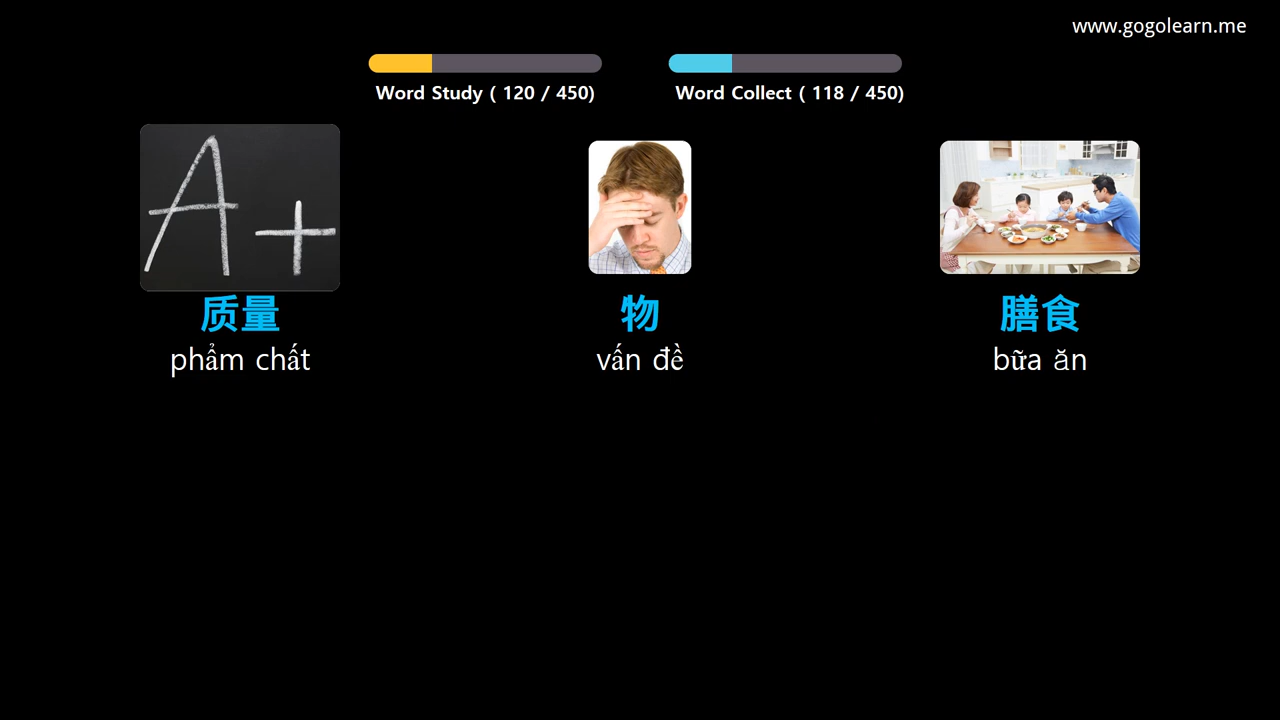 www.gogolearn.me
Word Study ( 120 / 450)
Word Collect ( 118 / 450)
A+
质量
物
膳食
phẩm chất
vấn đề
bữa ăn